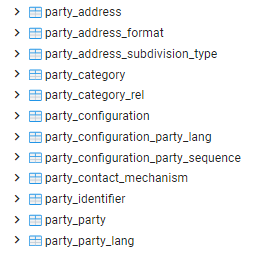 party_address
party_address_format
party_address_subdivision_type
party_category
party_category_rel
party_configuration
party_configuration_party_lang
party_configuration_party_sequence
party_contact_mechanism
party_identifier
party_party
party_party_lang